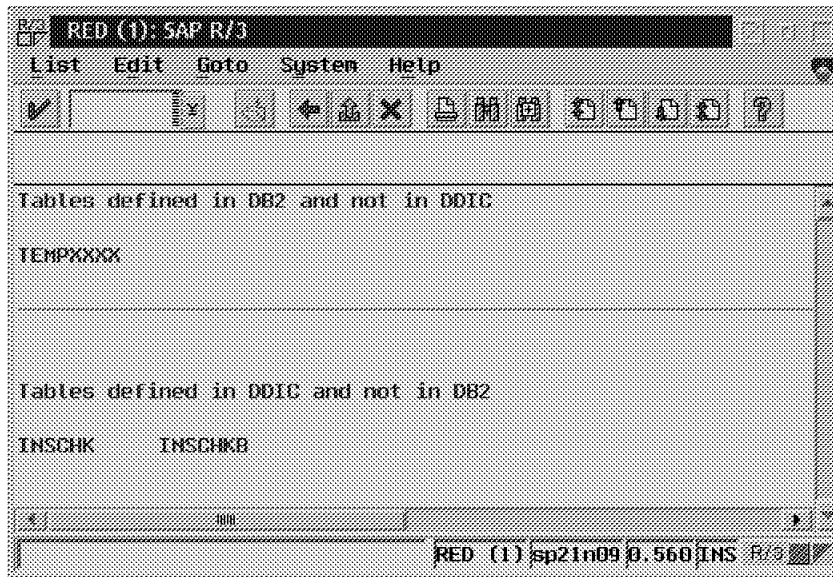 RED (1): SAP R/3
List Edit Goto System Help
Tables defined in DB2 and not in DDIC
TEMPXXXX
Tables defined in DDIC and not in DB2
INSCHK INSCHKB
RED (1) sp21n09 0.560 INS R/3